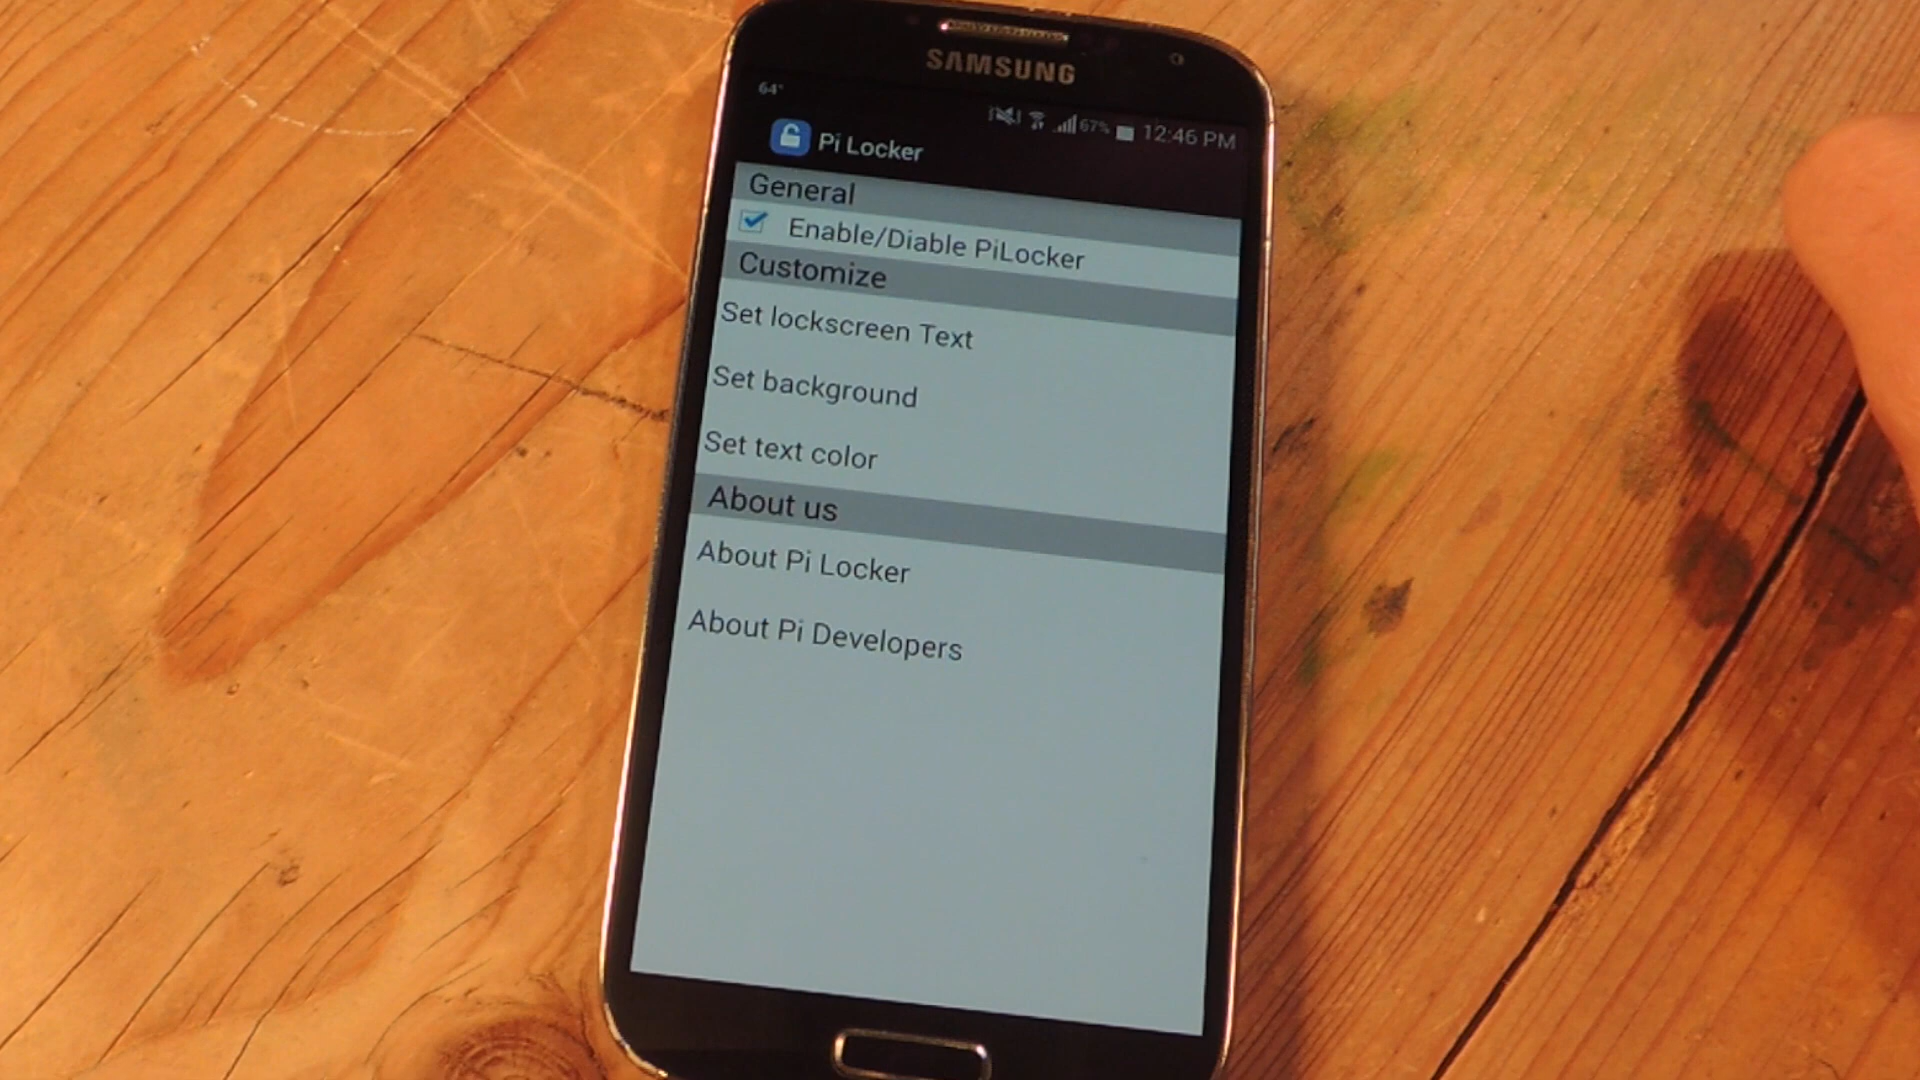 SAMSUNG
64°
67% 12:46 PM
Pi Locker
General
Enable/Diable PiLocker
Customize
Set lockscreen Text
Set background
Set text color
About us
About Pi Locker
About Pi Developers